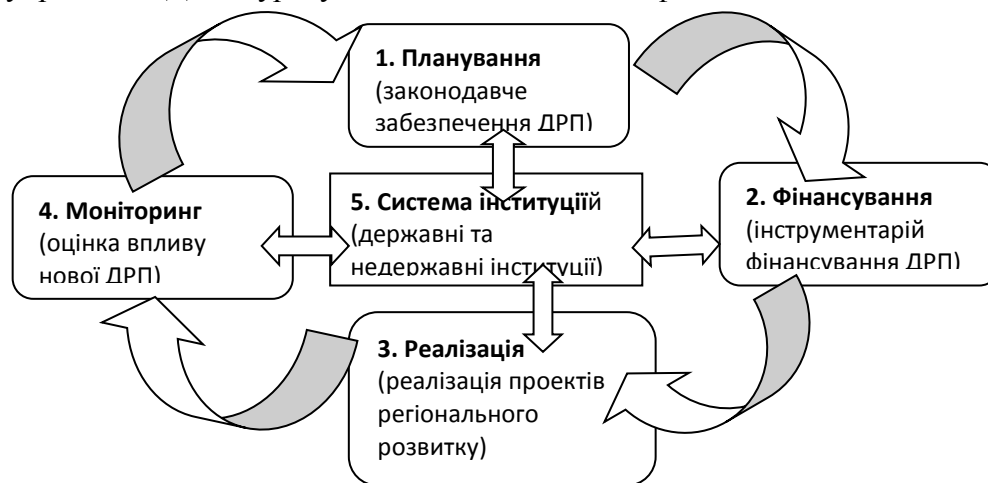 1. Планування
(законодавче
забезпечення ДРП)
2. Фінансування
(інструментарій
фінансування ДРП)
4. Моніторинг
(оцінка впливу
нової ДРП)
5. Система інституціїй
(державні та
недержавні інституції)
3. Реалізація
(реалізація проектів
регіонального
розвитку)